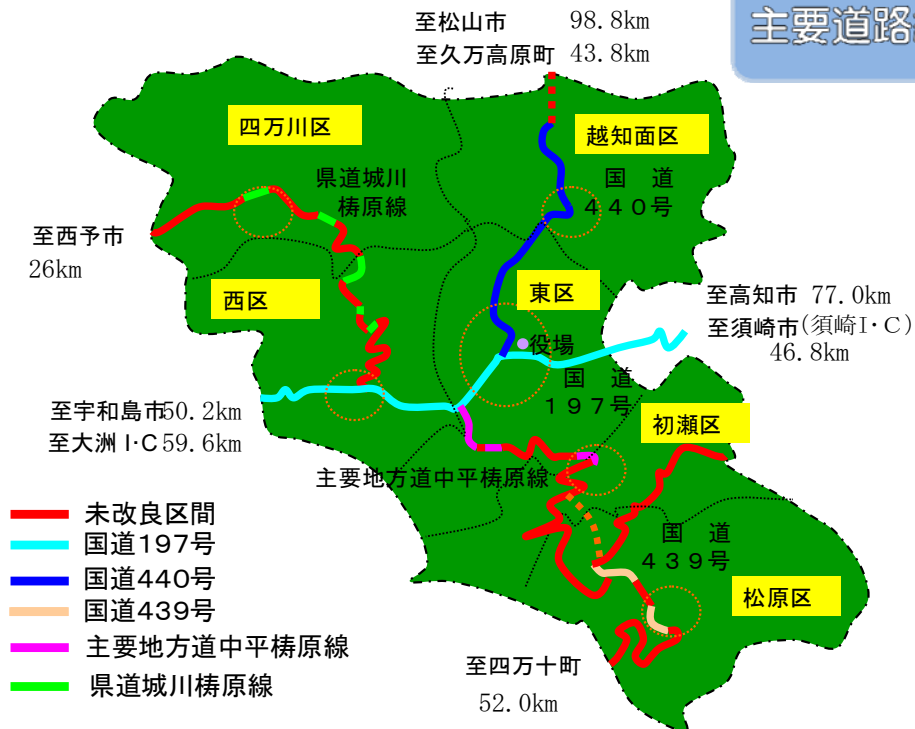 主要道路
至松山市 98.8km
至久万高原町 43.8km
四万川区
越知面区
県道城川
梼原線
国 道
440号
至西予市
26km
西区
東区
至高知市 77.0km
至須崎市(須崎I・C)
46.8km
役場
国 道
197号
至宇和島市50.2km
至大洲I・C59.6km
初瀬区
主要地方道中平梼原線
未改良区間
国道197号
国道440号
国道439号
主要地方道中平梼原線
県道城川梼原線
国 道
439号
松原区
至四万十町
52.0km